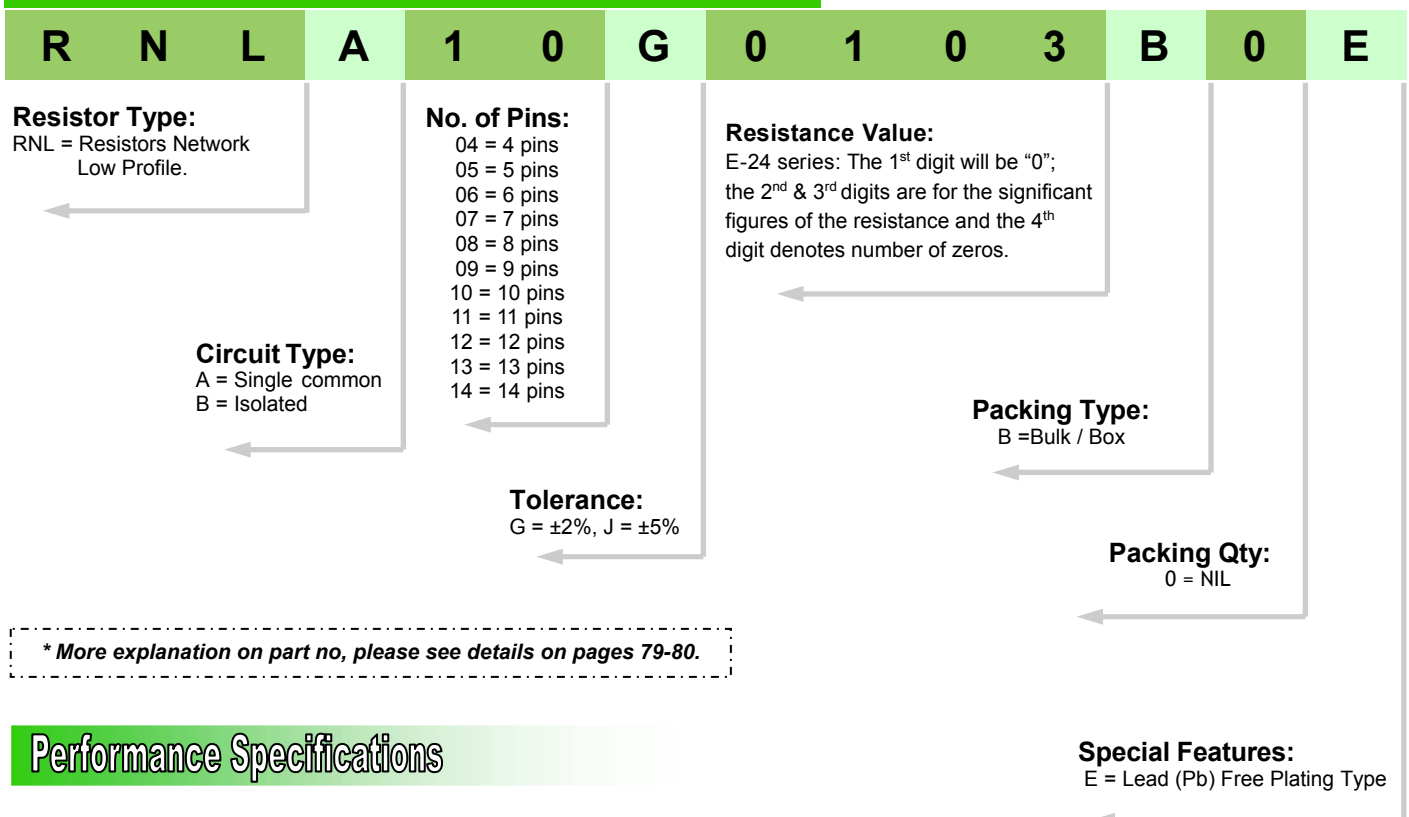 R N L A 1 0 G 0 1 0 3 B 0 E
Resistor Type:
RNL = Resistors Network
Low Profile.
No. of Pins:
04 = 4 pins
05 = 5 pins
06 = 6 pins
07 = 7 pins
08 = 8 pins
09 = 9 pins
10 = 10 pins
11 = 11 pins
12 = 12 pins
13 = 13 pins
14 = 14 pins
Resistance Value:
E-24 series: The 1st digit will be “0”;
the 2nd & 3rd digits are for the significant
figures of the resistance and the 4th
digit denotes number of zeros.
Circuit Type:
A = Single common
B = Isolated
Packing Type:
B =Bulk / Box
Tolerance:
G = ±2%, J = ±5%
Packing Qty:
0 = NIL
* More explanation on part no, please see details on pages 79-80.
Performance Specifications
Special Features:
E = Lead (Pb) Free Plating Type